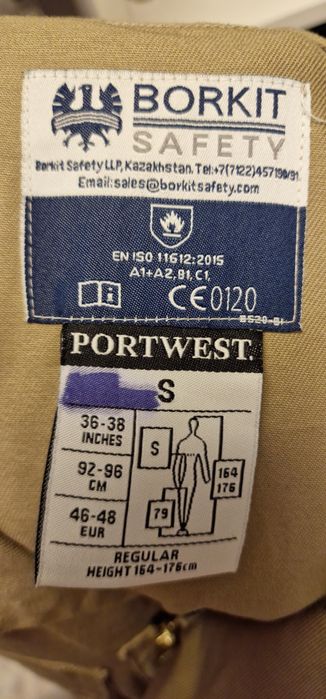 BORKIT
SAFETY
Borkit Safety LLP, Kazakhstan. Tel:+7(7122)457198/91
Email:sales@borkitsafety.com
EN ISO 11612:2015
A1+A2,B1,C1,
i
CE0120
PORTWEST.
S
36-38
INCHES
92-96
CM
46-48
EUR
S
164
176
79
REGULAR
HEIGHT 164-176cm